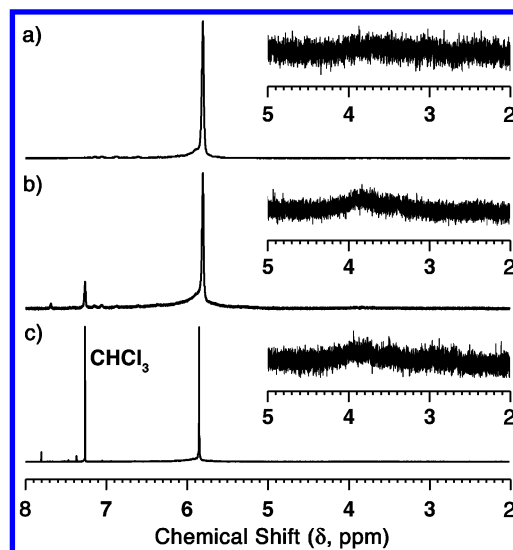 a)
5 4 3 2
b)
5 4 3 2
c)
CHCl3
5 4 3 2
8 7 6 5 4 3 2
Chemical Shift (δ, ppm)